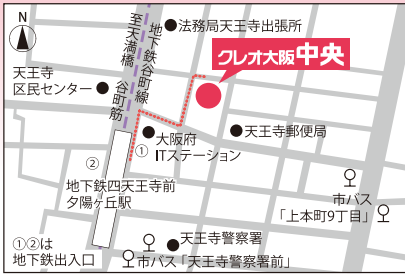 N
法務局天王寺出張所
地下鉄谷町線
至天満橋
クレオ大阪中央
天王寺
区民センター
谷町筋
大阪府
ITステーション
天王寺郵便局
①
②
地下鉄四天王寺前
夕陽ヶ丘駅
市バス
「上本町9丁目」
①②は
地下鉄出入口
天王寺警察署
市バス「天王寺警察署前」